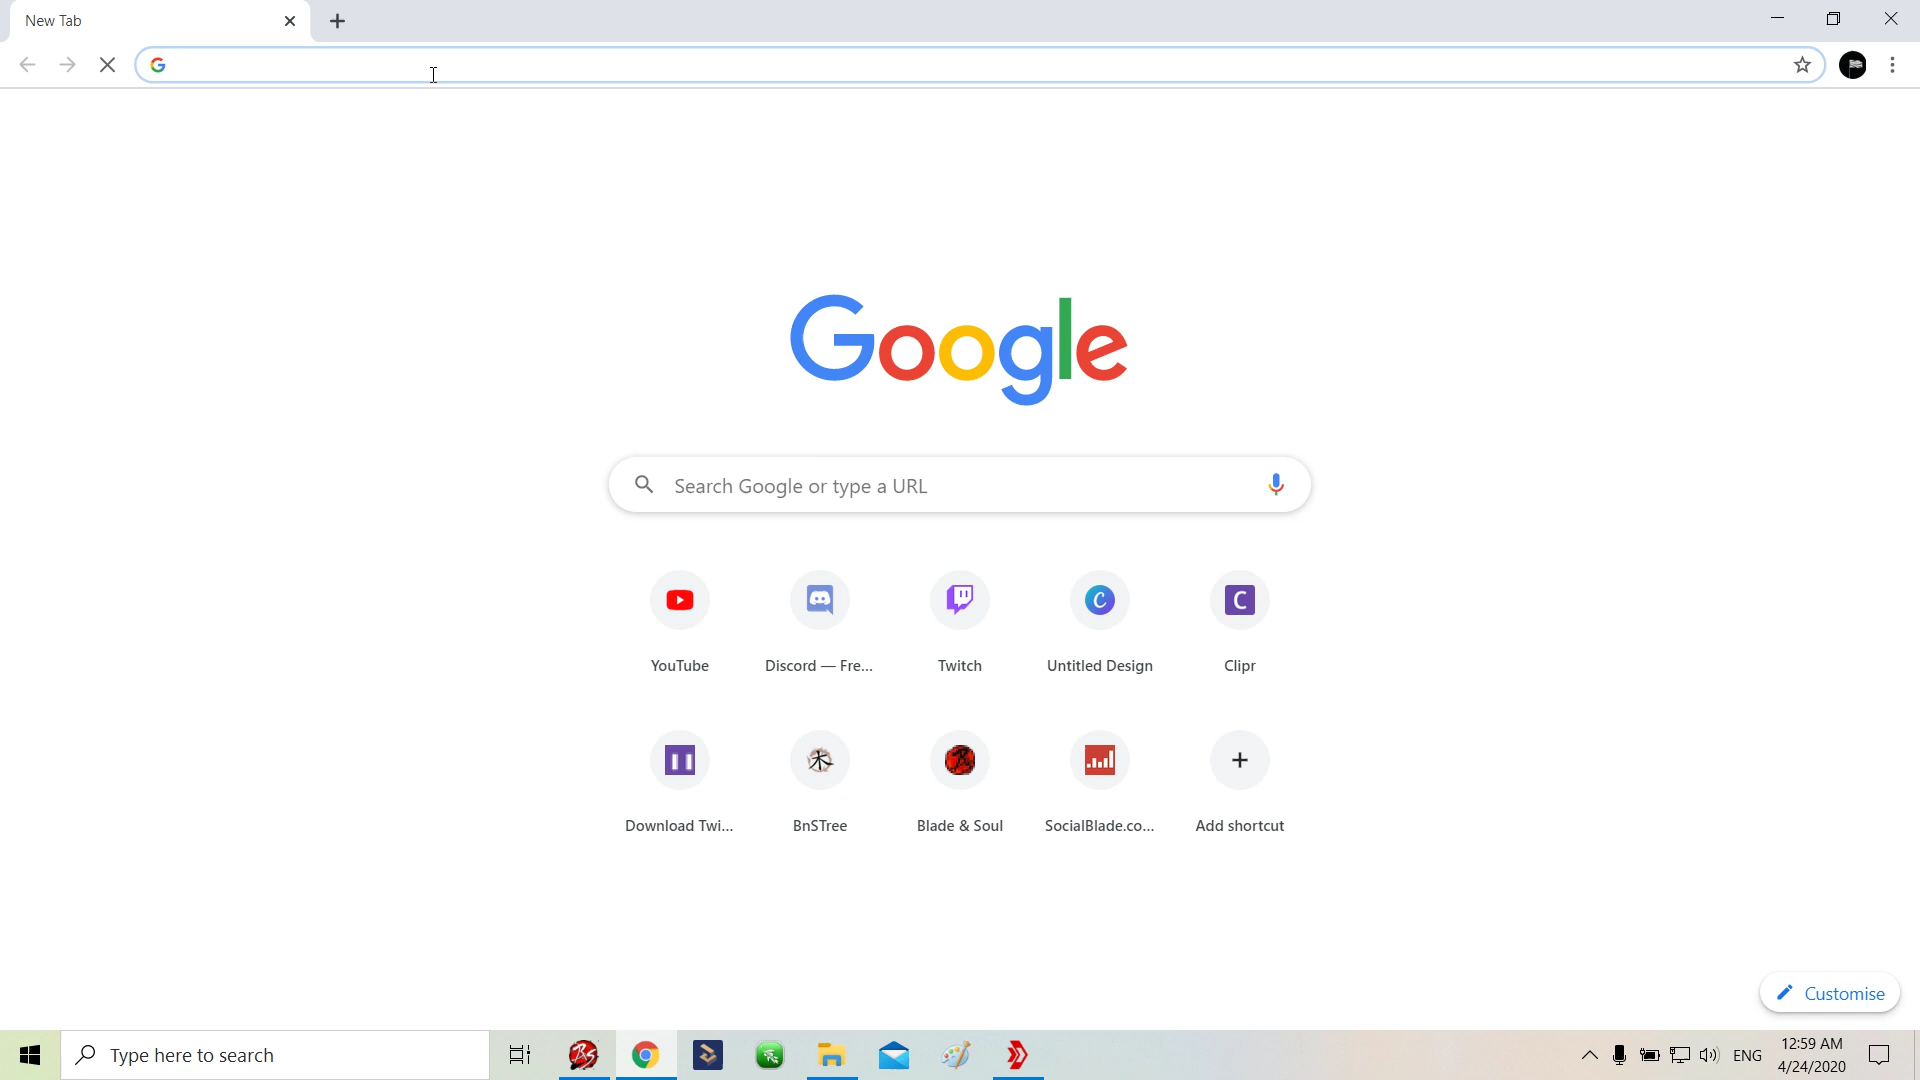 New Tab
Google
Search Google or type a URL
YouTube
Discord — Fre...
Twitch
Untitled Design
Clipr
Download Twi...
BnSTree
Blade & Soul
SocialBlade.co...
Add shortcut
Customise
Type here to search
ENG
12:59 AM
4/24/2020